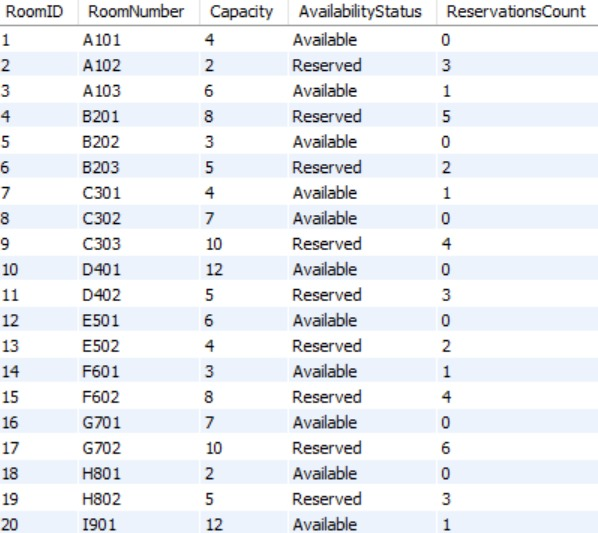 RoomID RoomNumber Capacity AvailabilityStatus ReservationsCount
1 A101 4 Available 0
2 A102 2 Reserved 3
3 A103 6 Available 1
4 B201 8 Reserved 5
5 B202 3 Available 0
6 B203 5 Reserved 2
7 C301 4 Available 1
8 C302 7 Available 0
9 C303 10 Reserved 4
10 D401 12 Available 0
11 D402 5 Reserved 3
12 E501 6 Available 0
13 E502 4 Reserved 2
14 F601 3 Available 1
15 F602 8 Reserved 4
16 G701 7 Available 0
17 G702 10 Reserved 6
18 H801 2 Available 0
19 H802 5 Reserved 3
20 I901 12 Available 1